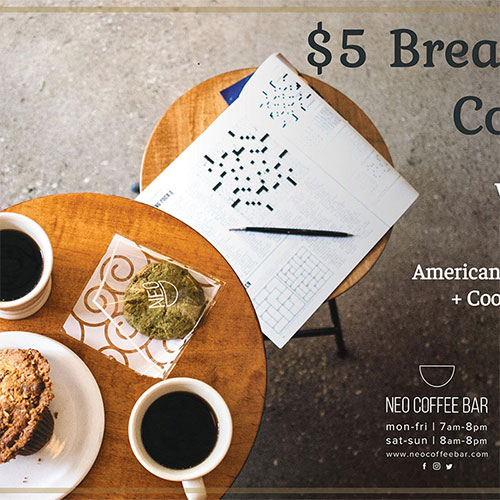 $5 Brea
Co
American
+ Coo
NEO
NEO COFFEE BAR
mon-fri | 7am-8pm
sat-sun | 8am-8pm
www.neocoffeebar.com